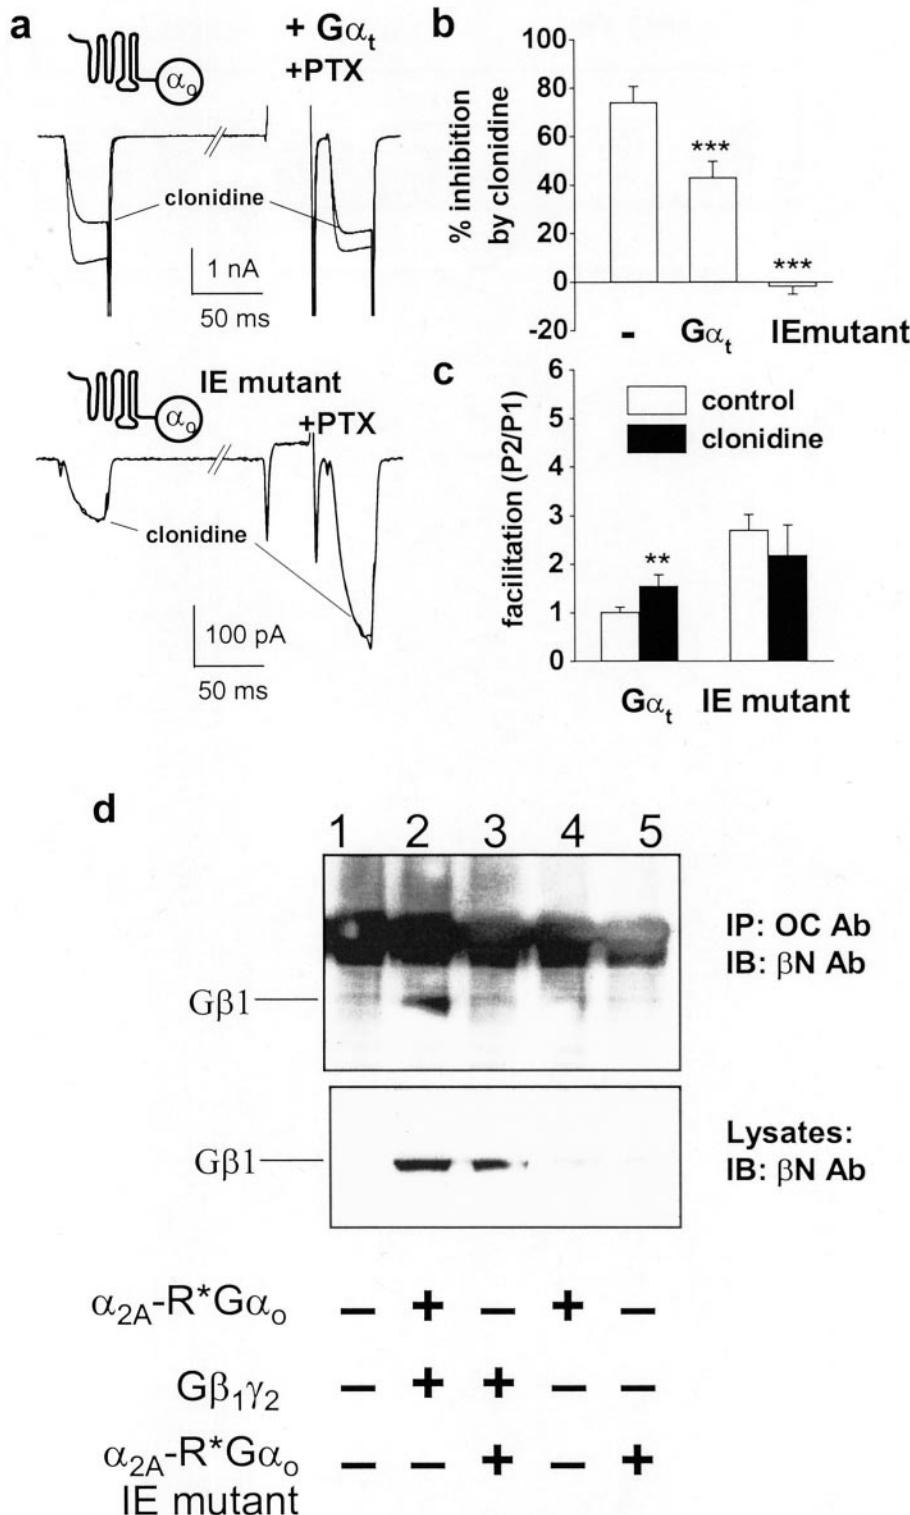 a
+ Gαt
+PTX
αo
clonidine
1 nA
50 ms
IE mutant
αo
+PTX
clonidine
100 pA
50 ms
b
% inhibition
by clonidine
100
80
60
40
20
0
-20
***
***
- Gαt IEmutant
c
facilitation (P2/P1)
6
5
4
3
2
1
0
control
clonidine
**
Gαt IE mutant
d
1 2 3 4 5
IP: OC Ab
IB: βN Ab
Gβ1
Lysates:
IB: βN Ab
Gβ1
α2A-R*Gαo − + − + −
Gβ1γ2 − + + − −
α2A-R*Gαo − − + − +
IE mutant